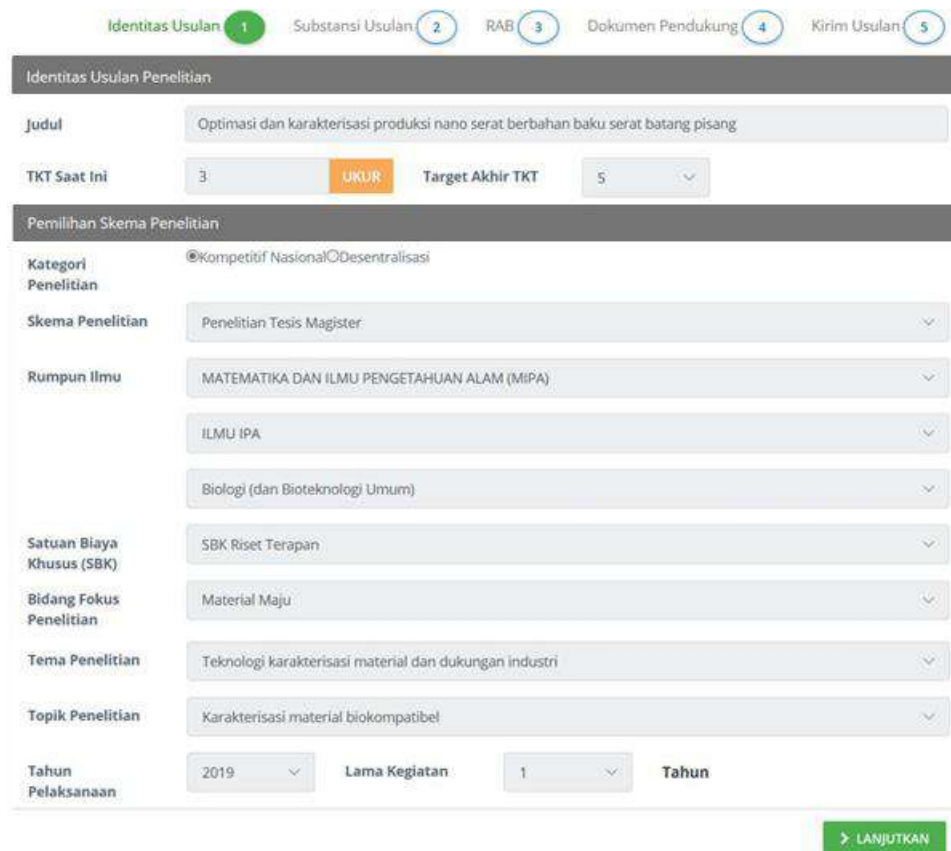 Identitas Usulan 1 Substansi Usulan 2 RAB 3 Dokumen Pendukung 4 Kirim Usulan 5
Identitas Usulan Penelitian
Judul Optimasi dan karakterisasi produksi nano serat berbahan baku serat batang pisang
TKT Saat Ini 3 UKUR Target Akhir TKT 5
Pemilihan Skema Penelitian
Kategori Kompetitif Nasional Desentralisasi
Penelitian
Skema Penelitian Penelitian Tesis Magister
Rumpun Ilmu MATEMATIKA DAN ILMU PENGETAHUAN ALAM (MIPA)
ILMU IPA
Biologi (dan Bioteknologi Umum)
Satuan Biaya SBK Riset Terapan
Khusus (SBK)
Bidang Fokus Material Maju
Penelitian
Tema Penelitian Teknologi karakterisasi material dan dukungan industri
Topik Penelitian Karakterisasi material biokompatibel
Tahun 2019 Lama Kegiatan 1 Tahun
Pelaksanaan
> LANJUTKAN